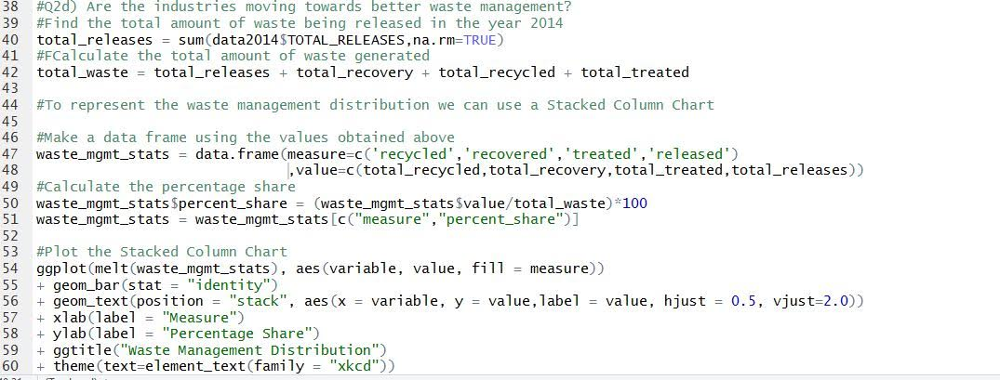 38 #Q2d) Are the industries moving towards better waste management?
39 #Find the total amount of waste being released in the year 2014
40 total_releases = sum(data2014$TOTAL_RELEASES,na.rm=TRUE)
41 #FCalculate the total amount of waste generated
42 total_waste = total_releases + total_recovery + total_recycled + total_treated
43
44 #To represent the waste management distribution we can use a Stacked Column Chart
45
46 #Make a data frame using the values obtained above
47 waste_mgmt_stats = data.frame(measure=c('recycled','recovered','treated','released')
48 ,value=c(total_recycled,total_recovery,total_treated,total_releases))
49 #Calculate the percentage share
50 waste_mgmt_stats$percent_share = (waste_mgmt_stats$value/total_waste)*100
51 waste_mgmt_stats = waste_mgmt_stats[c("measure","percent_share")]
52
53 #Plot the Stacked Column Chart
54 ggplot(melt(waste_mgmt_stats), aes(variable, value, fill = measure))
55 + geom_bar(stat = "identity")
56 + geom_text(position = "stack", aes(x = variable, y = value,label = value, hjust = 0.5, vjust=2.0))
57 + xlab(label = "Measure")
58 + ylab(label = "Percentage Share")
59 + ggtitle("Waste Management Distribution")
60 + theme(text=element_text(family = "xkcd"))